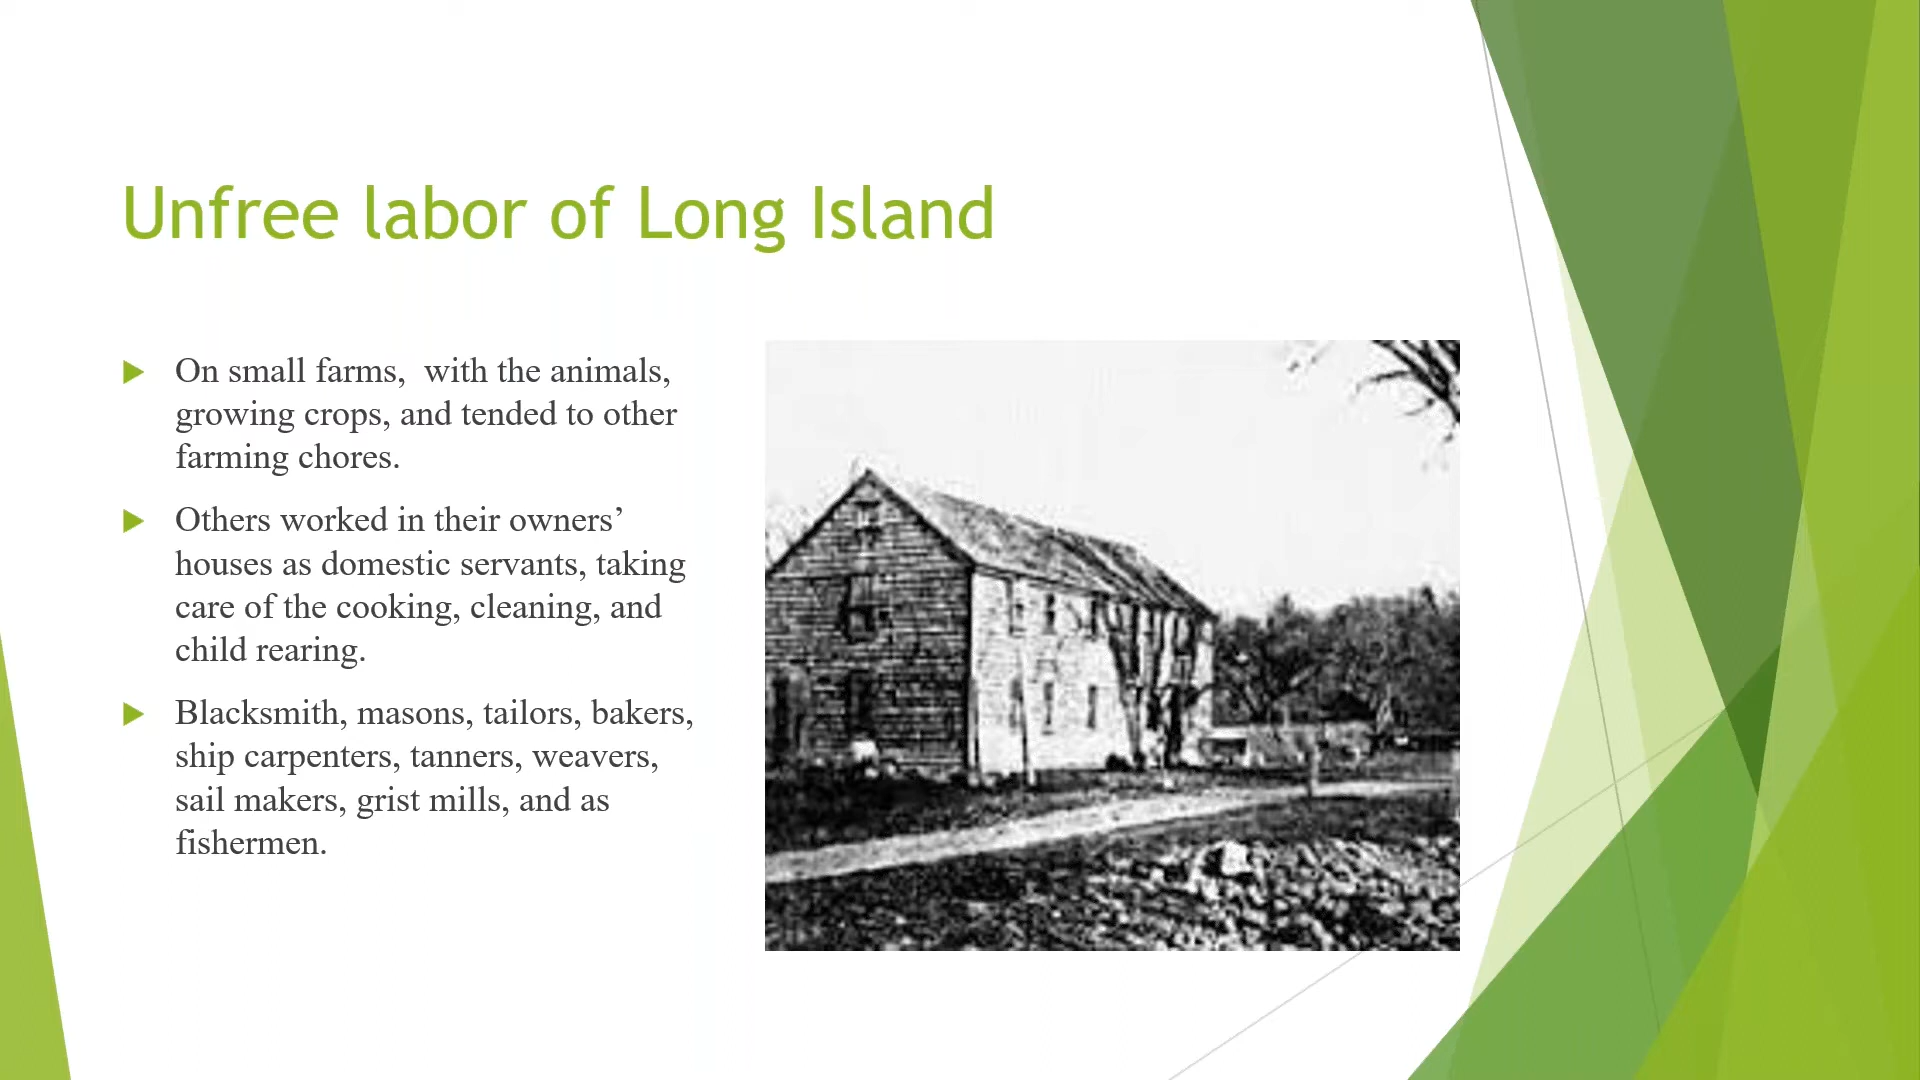 Unfree labor of Long Island
On small farms,  with the animals,
growing crops, and tended to other
farming chores.
Others worked in their owners’
houses as domestic servants, taking
care of the cooking, cleaning, and
child rearing.
Blacksmith, masons, tailors, bakers,
ship carpenters, tanners, weavers,
sail makers, grist mills, and as
fishermen.